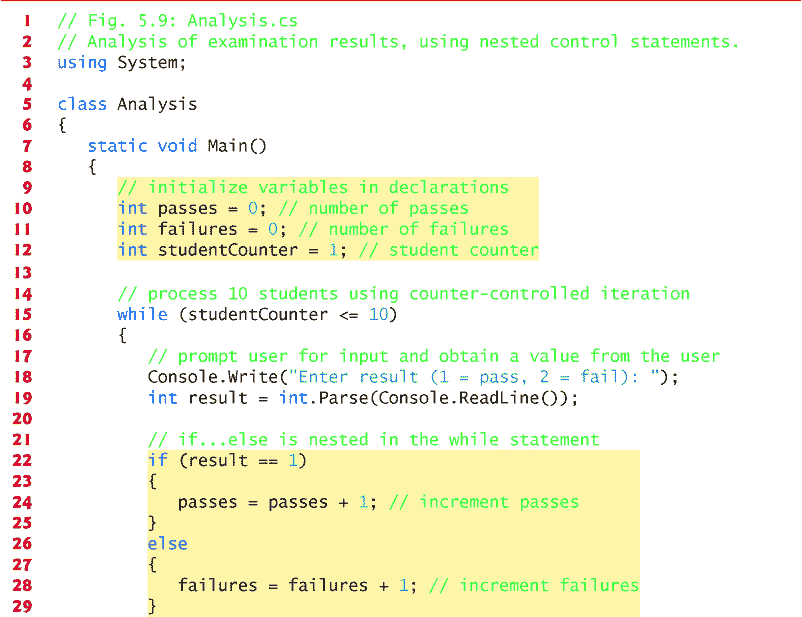 1 // Fig. 5.9: Analysis.cs
2 // Analysis of examination results, using nested control statements.
3 using System;
4
5 class Analysis
6 {
7    static void Main()
8    {
9       // initialize variables in declarations
10       int passes = 0; // number of passes
11       int failures = 0; // number of failures
12       int studentCounter = 1; // student counter
13
14       // process 10 students using counter-controlled iteration
15       while (studentCounter <= 10)
16       {
17          // prompt user for input and obtain a value from the user
18          Console.Write("Enter result (1 = pass, 2 = fail): ");
19          int result = int.Parse(Console.ReadLine());
20
21          // if...else is nested in the while statement
22          if (result == 1)
23          {
24             passes = passes + 1; // increment passes
25          }
26          else
27          {
28             failures = failures + 1; // increment failures
29          }